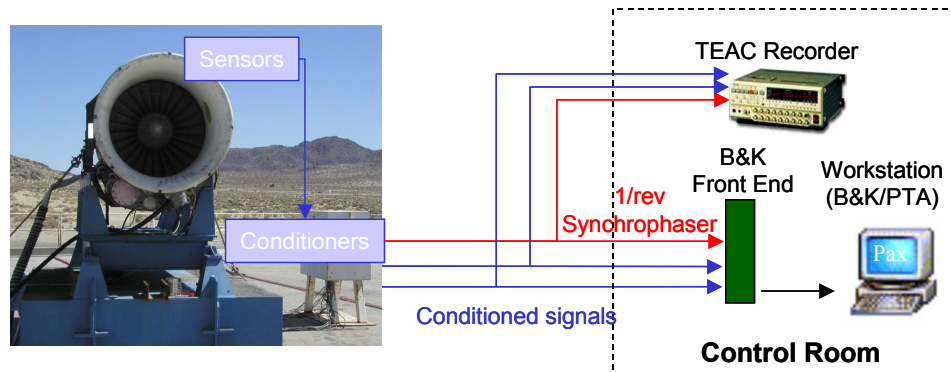 Sensors
TEAC Recorder
B&K
Front End
Workstation
(B&K/PTA)
1/rev
Synchrophaser
Conditioners
Pax
Conditioned signals
Control Room